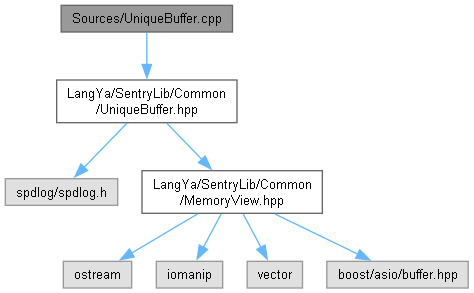 Sources/UniqueBuffer.cpp
LangYa/SentryLib/Common
/UniqueBuffer.hpp
spdlog/spdlog.h
LangYa/SentryLib/Common
/MemoryView.hpp
ostream
iomanip
vector
boost/asio/buffer.hpp